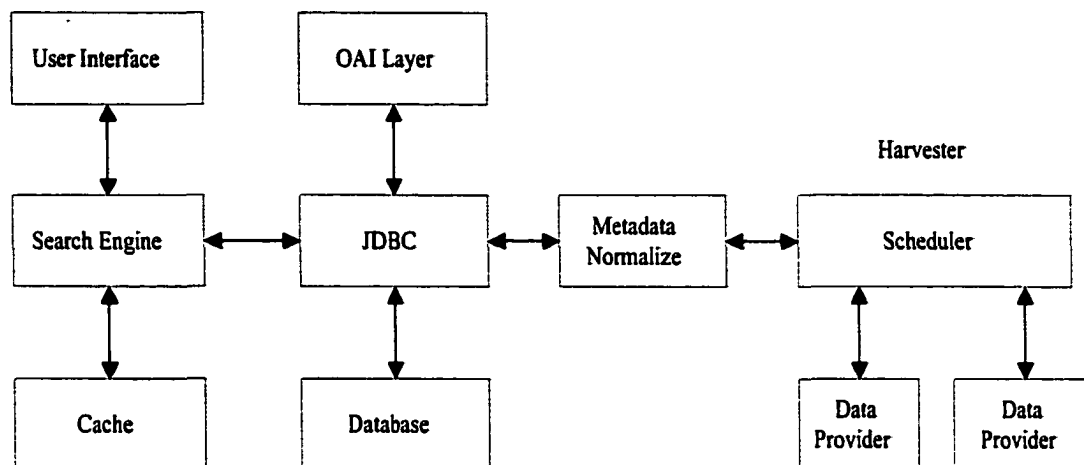 User Interface
OAI Layer
Harvester
Search Engine
JDBC
Metadata
Normalize
Scheduler
Cache
Database
Data
Provider
Data
Provider